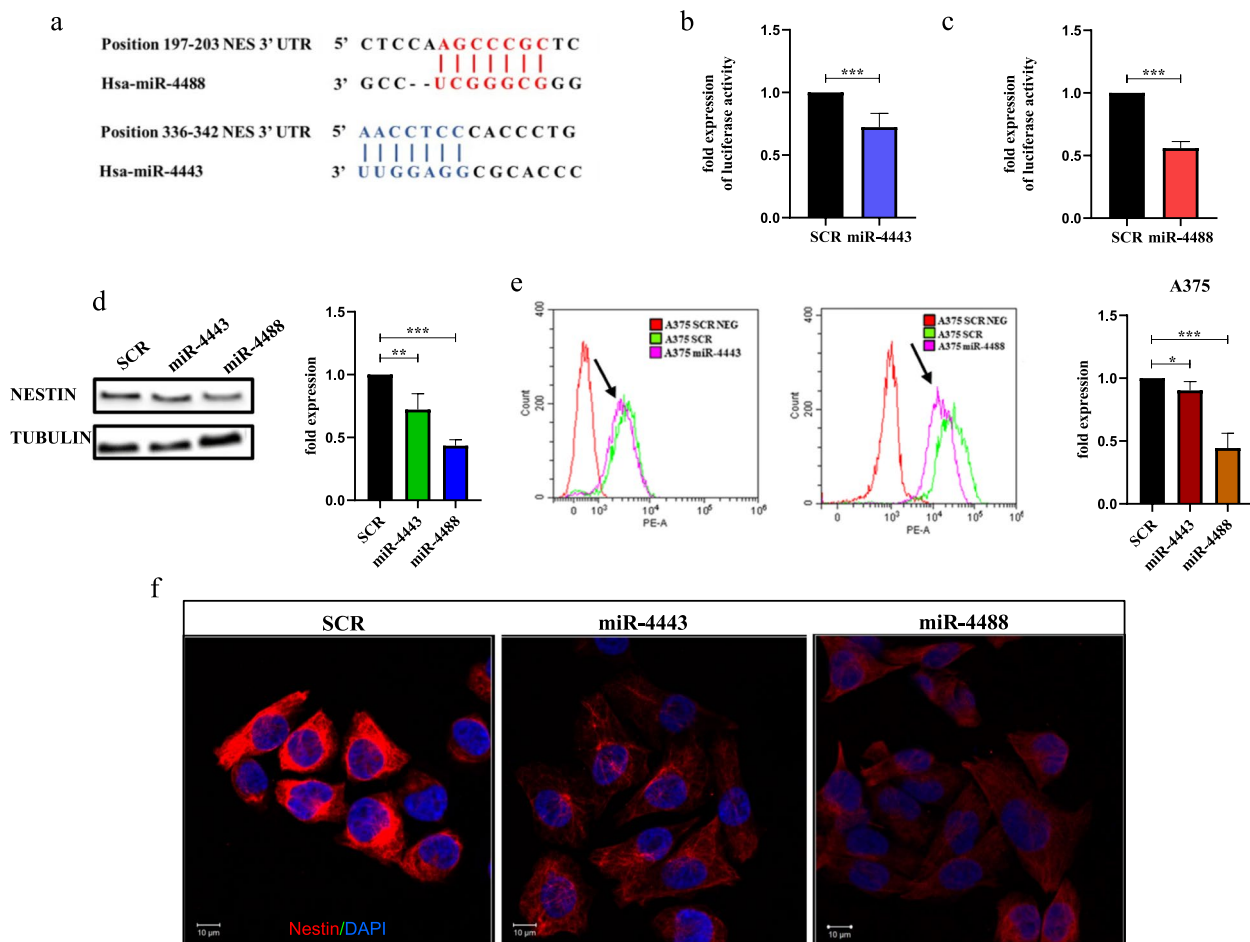 a
Position 197-203 NES 3' UTR 5' CTCCAAGCCCGCTC
Hsa-miR-4488 3' GCC--UCGGGCGGG
Position 336-342 NES 3' UTR 5' AACCTCCCACCCTG
Hsa-miR-4443 3' UUGGAGGCGCACCC
b
fold expression
of luciferase activity
1.5
1.0
0.5
0.0
***
SCR miR-4443
c
fold expression
of luciferase activity
1.5
1.0
0.5
0.0
***
SCR miR-4488
d
SCR miR-4443 miR-4488
NESTIN
TUBULIN
fold expression
1.5
1.0
0.5
0.0
***
**
SCR miR-4443 miR-4488
e
Count
400
200
0
A375 SCR NEG
A375 SCR
A375 miR-4443
0 10³ 10⁴ 10⁵ 10⁶
PE-A
Count
400
200
0
A375 SCR NEG
A375 SCR
A375 miR-4488
0 10³ 10⁴ 10⁵ 10⁶
PE-A
A375
fold expression
1.5
1.0
0.5
0.0
***
*
SCR miR-4443 miR-4488
f
SCR miR-4443 miR-4488
10 µm Nestin/DAPI 10 µm 10 µm